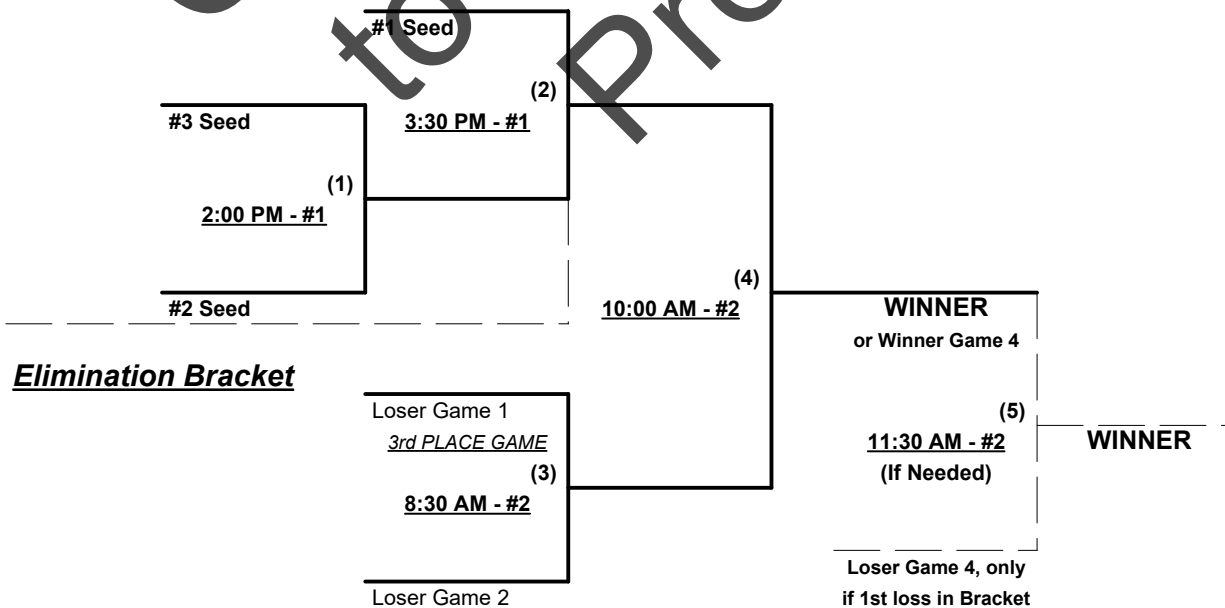 to
Pro
#1 Seed
(2)
3:30 PM - #1
#3 Seed
(1)
2:00 PM - #1
#2 Seed
(4)
10:00 AM - #2
WINNER
or Winner Game 4
Elimination Bracket
Loser Game 1
3rd PLACE GAME
(3)
8:30 AM - #2
Loser Game 2
(5)
11:30 AM - #2
(If Needed)
WINNER
Loser Game 4, only
if 1st loss in Bracket